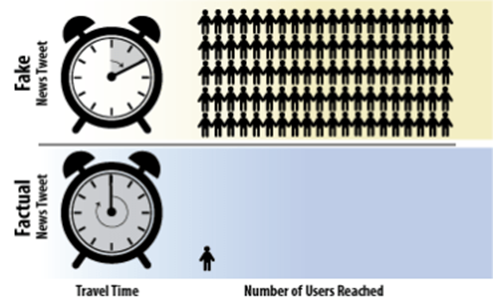 Fake
News Tweet
Factual
News Tweet
Travel Time
Number of Users Reached